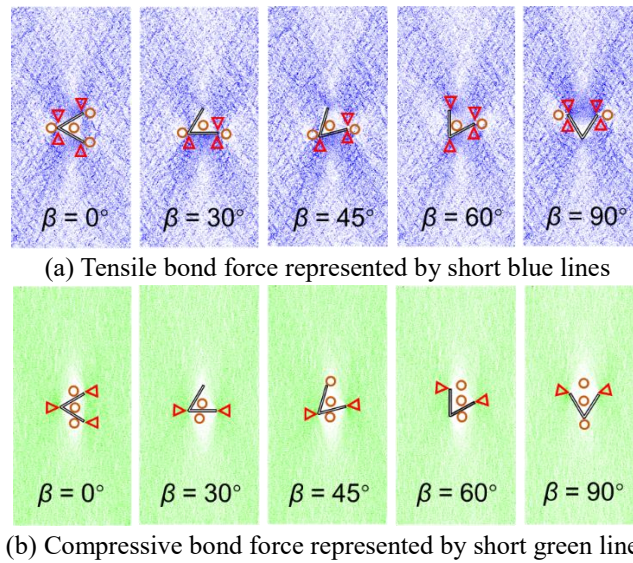 β = 0° β = 30° β = 45° β = 60° β = 90°
(a) Tensile bond force represented by short blue lines
β = 0° β = 30° β = 45° β = 60° β = 90°
(b) Compressive bond force represented by short green line